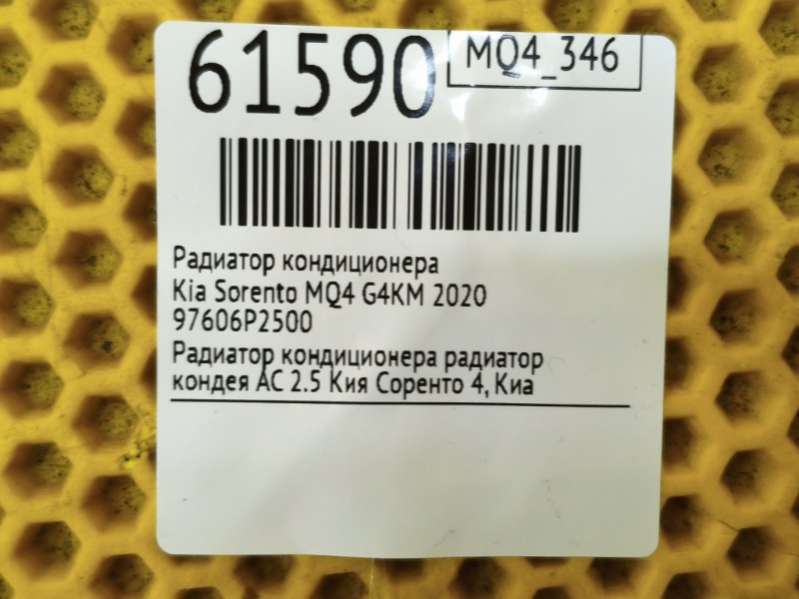 61590
MQ4_346
Радиатор кондиционера
Kia Sorento MQ4 G4KM 2020
97606P2500
Радиатор кондиционера радиатор
кондея АС 2.5 Кия Соренто 4, Киа